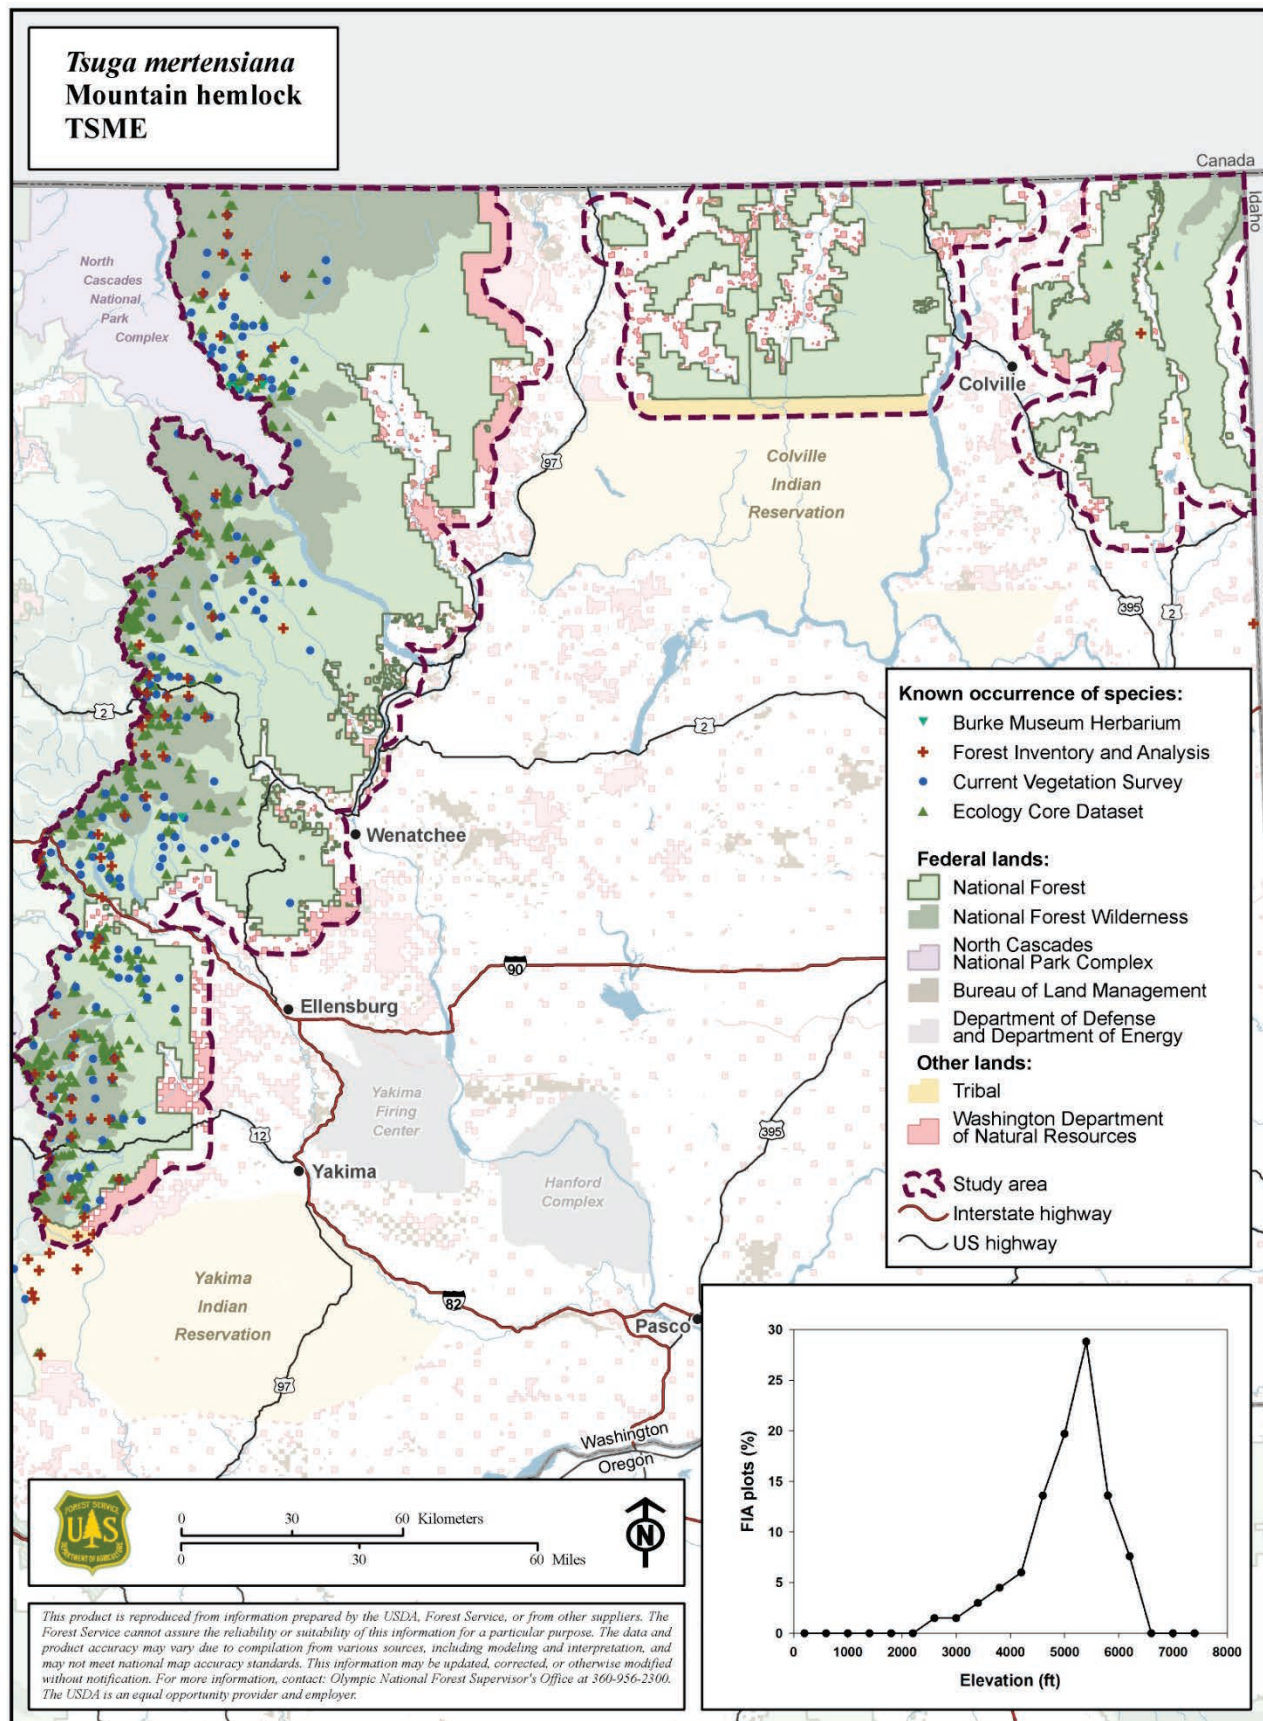 Tsuga mertensiana
Mountain hemlock
TSME
Canada
Idaho
North
Cascades
National
Park
Complex
Colville
97
Colville
Indian
Reservation
395
2
2
2
Wenatchee
90
Ellensburg
Yakima
Firing
Center
395
12
Yakima
Hanford
Complex
Yakima
Indian
Reservation
82
Pasco
97
Washington
Oregon
Known occurrence of species:
Burke Museum Herbarium
Forest Inventory and Analysis
Current Vegetation Survey
Ecology Core Dataset
Federal lands:
National Forest
National Forest Wilderness
North Cascades
National Park Complex
Bureau of Land Management
Department of Defense
and Department of Energy
Other lands:
Tribal
Washington Department
of Natural Resources
Study area
Interstate highway
US highway
FOREST SERVICE
US
DEPARTMENT OF AGRICULTURE
0 30 60 Kilometers
0 30 60 Miles
N
This product is reproduced from information prepared by the USDA, Forest Service, or from other suppliers. The
Forest Service cannot assure the reliability or suitability of this information for a particular purpose. The data and
product accuracy may vary due to compilation from various sources, including modeling and interpretation, and
may not meet national map accuracy standards. This information may be updated, corrected, or otherwise modified
without notification. For more information, contact: Olympic National Forest Supervisor's Office at 360-956-2300.
The USDA is an equal opportunity provider and employer.
30
25
20
15
10
5
0
FIA plots (%)
0 1000 2000 3000 4000 5000 6000 7000 8000
Elevation (ft)